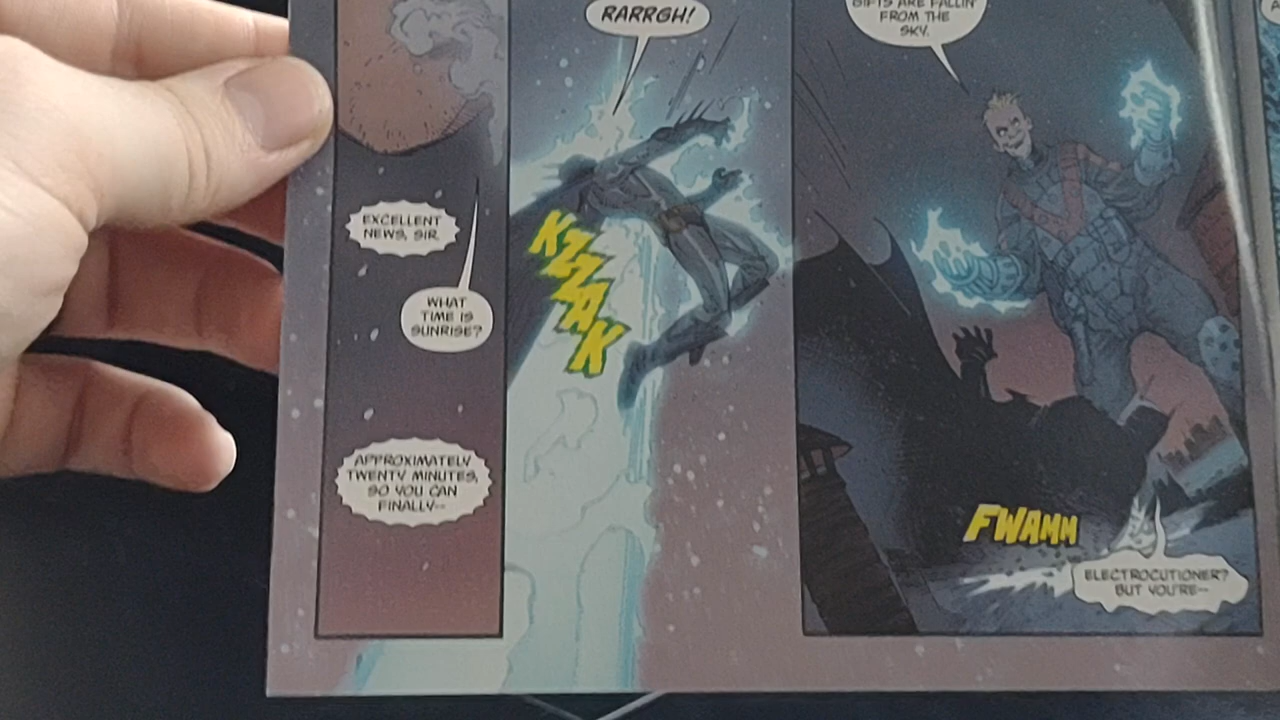 EXCELLENT
NEWS, SIR.
WHAT
TIME IS
SUNRISE?
APPROXIMATELY
TWENTY MINUTES,
SO YOU CAN
FINALLY--
RARRGH!
KZZZAK
GIFTS ARE FALLIN'
FROM THE
SKY.
FWAMM
ELECTROCUTIONER?
BUT YOU'RE--